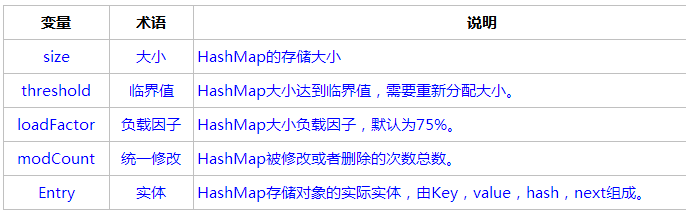 变量 术语 说明
size 大小 HashMap的存储大小
threshold 临界值 HashMap大小达到临界值，需要重新分配大小。
loadFactor 负载因子 HashMap大小负载因子，默认为75%。
modCount 统一修改 HashMap被修改或者删除的次数总数。
Entry 实体 HashMap存储对象的实际实体，由Key，value，hash，next组成。